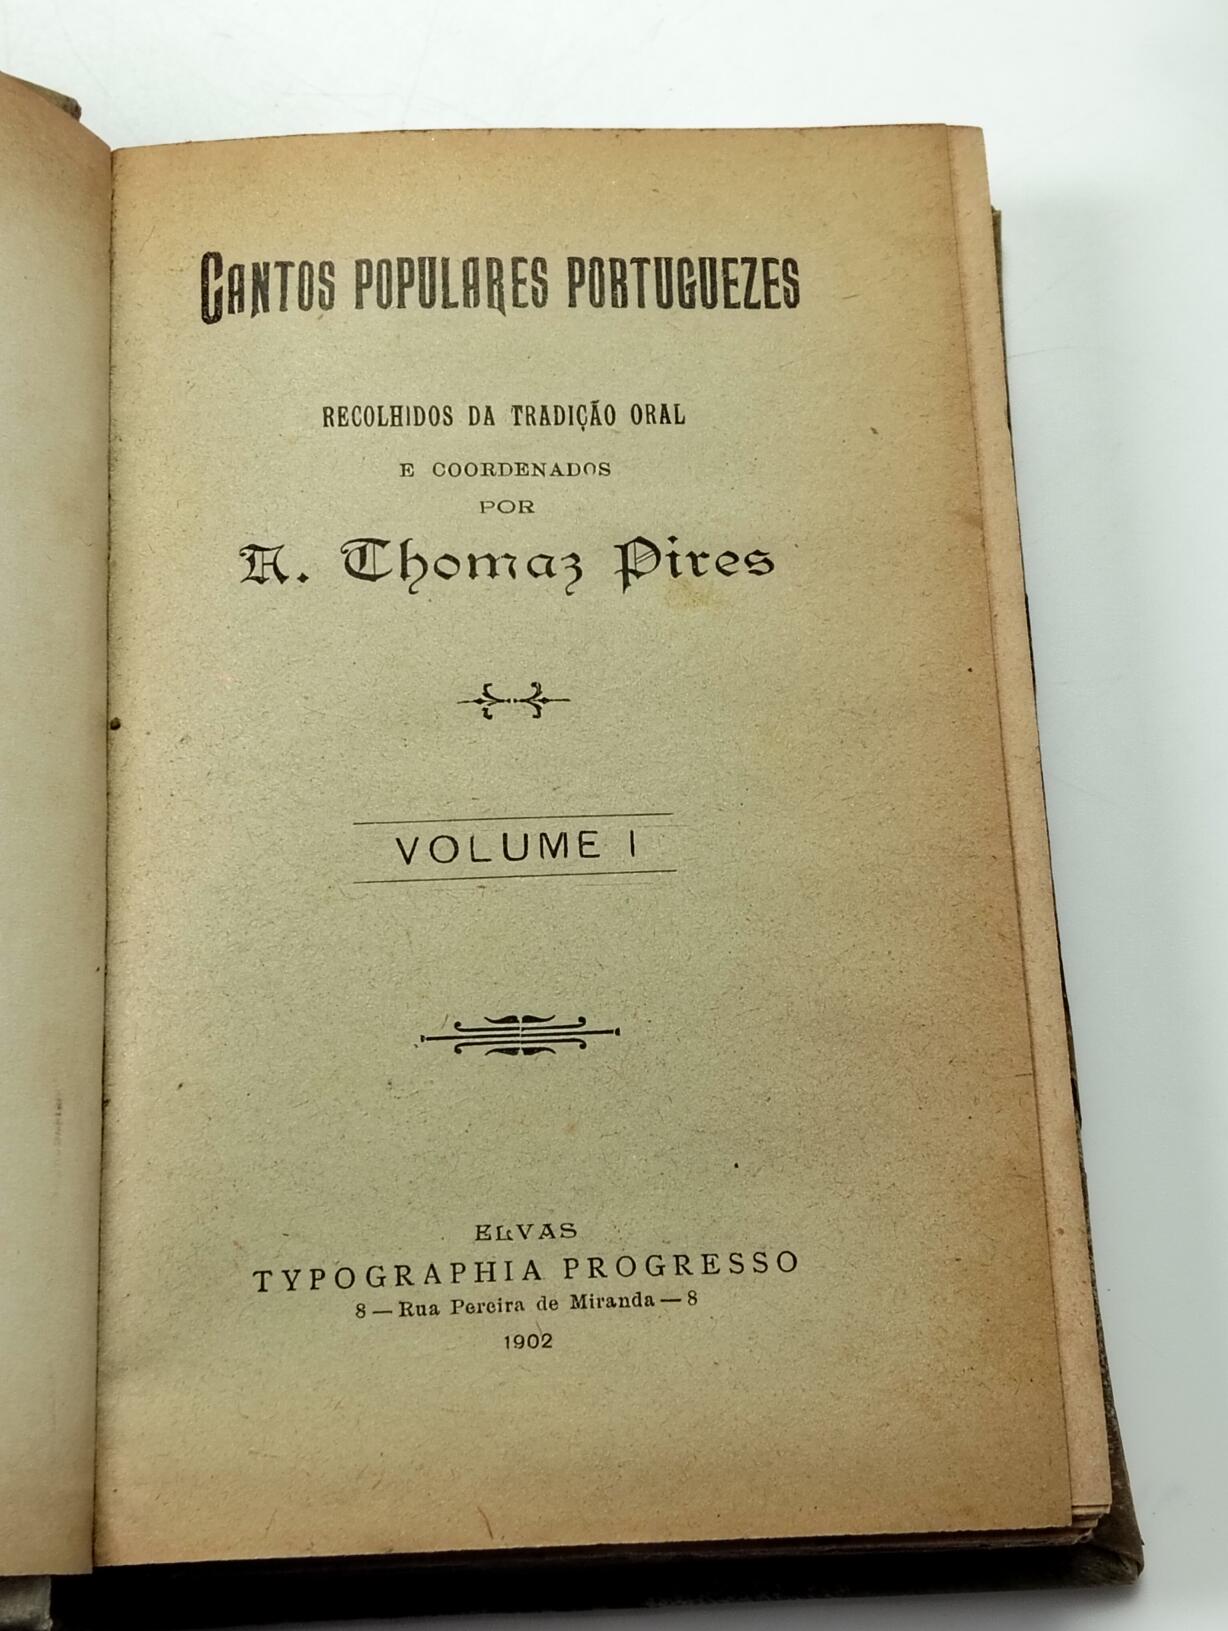 CANTOS POPULARES PORTUGUEZES
RECOLHIDOS DA TRADIÇÃO ORAL
E COORDENADOS
POR
A. Thomaz Pires
VOLUME I
ELVAS
TYPOGRAPHIA PROGRESSO
8 — Rua Pereira de Miranda — 8
1902